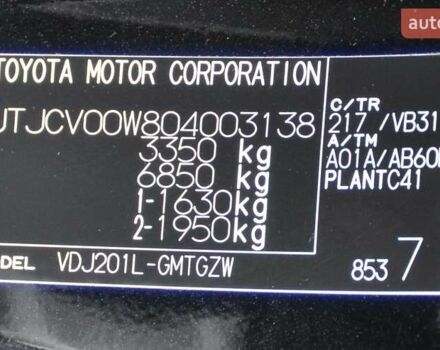 auto
TOYOTA MOTOR CORPORATION
JTJCV00W804003138
3350 kg
6850 kg
1-1630kg
2-1950kg
DEL VDJ201L-GMTGZW
C/TR
217 /VB31
A/TM
A01A/AB60
PLANTC41
853 7